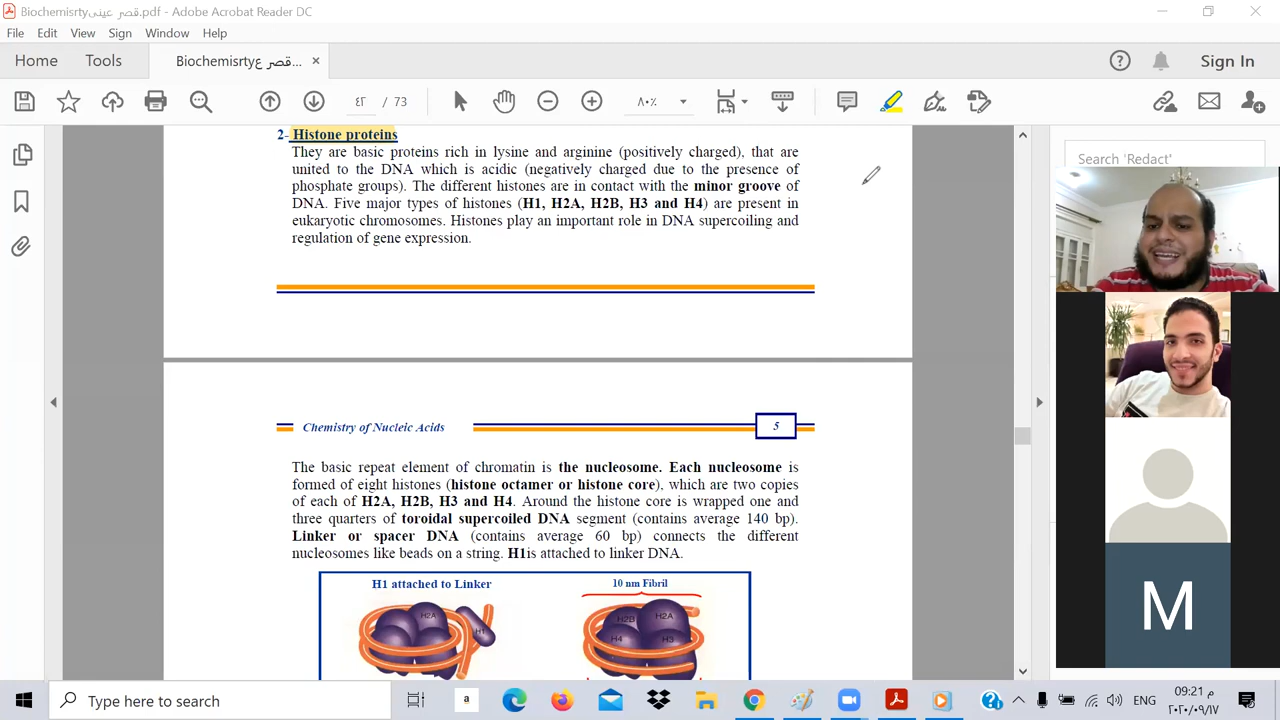 Biochemisrtyقصر عينى.pdf - Adobe Acrobat Reader DC
File Edit View Sign Window Help
Home Tools Biochemisrtyقصر ع... ×
Sign In
٤٣ / 73 ٨٠٪
2- Histone proteins
They are basic proteins rich in lysine and arginine (positively charged), that are
united to the DNA which is acidic (negatively charged due to the presence of
phosphate groups). The different histones are in contact with the minor groove of
DNA. Five major types of histones (H1, H2A, H2B, H3 and H4) are present in
eukaryotic chromosomes. Histones play an important role in DNA supercoiling and
regulation of gene expression.
Search 'Redact'
Chemistry of Nucleic Acids 5
The basic repeat element of chromatin is the nucleosome. Each nucleosome is
formed of eight histones (histone octamer or histone core), which are two copies
of each of H2A, H2B, H3 and H4. Around the histone core is wrapped one and
three quarters of toroidal supercoiled DNA segment (contains average 140 bp).
Linker or spacer DNA (contains average 60 bp) connects the different
nucleosomes like beads on a string. H1is attached to linker DNA.
H1 attached to Linker 10 nm Fibril
H2A H1 H2B H2A
H4 H3
M
Type here to search
a
ENG
09:21 م
٢٠٢٠/٠٩/١٧